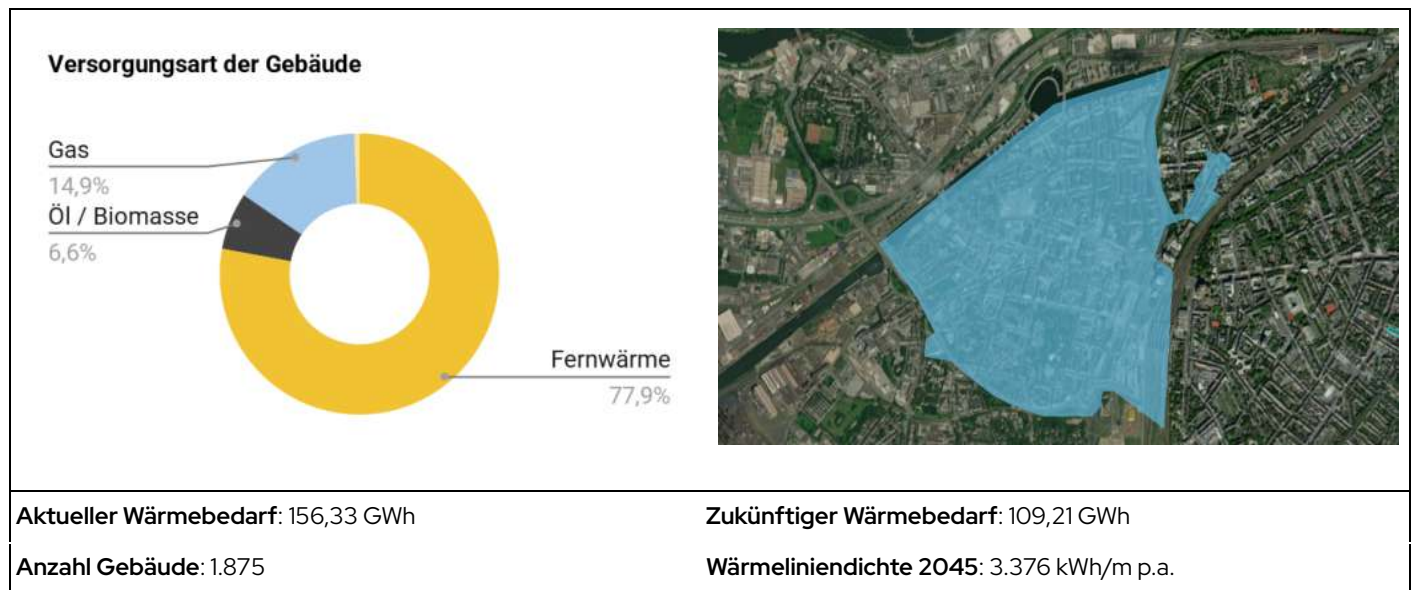 Versorgungsart der Gebäude
Gas
14,9%
Öl / Biomasse
6,6%
Fernwärme
77,9%
Aktueller Wärmebedarf: 156,33 GWh
Zukünftiger Wärmebedarf: 109,21 GWh
Anzahl Gebäude: 1.875
Wärmeliniendichte 2045: 3.376 kWh/m p.a.